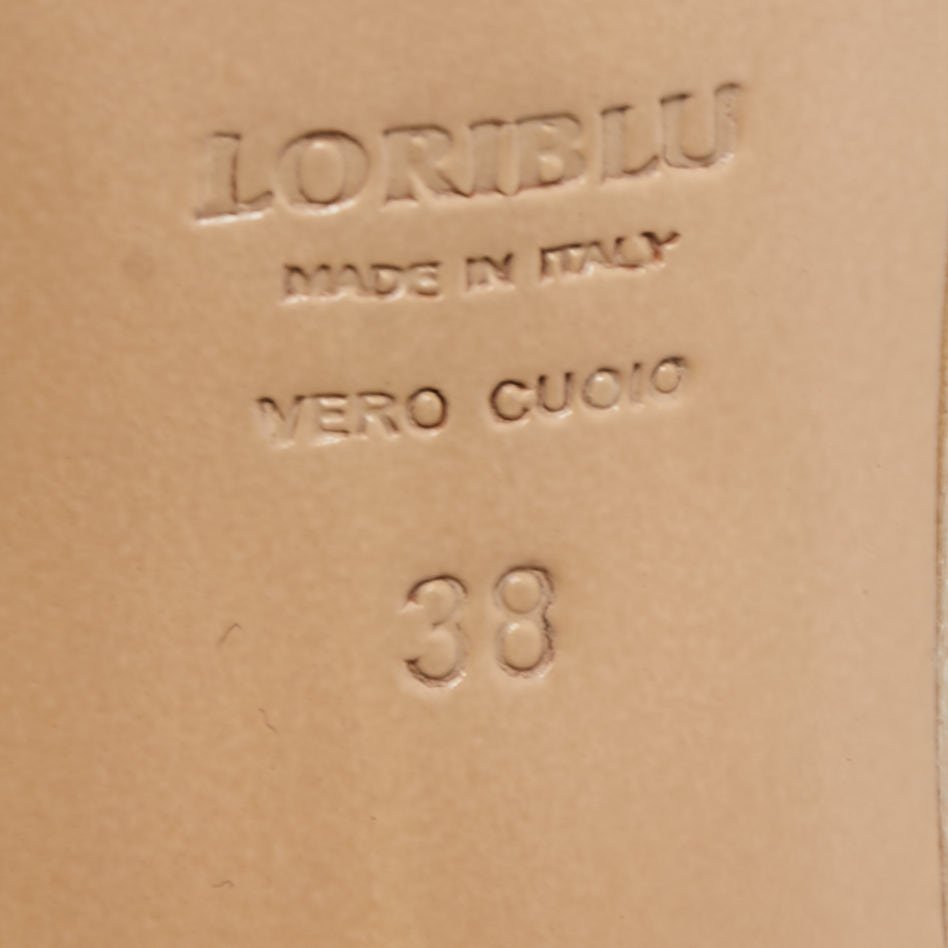 LORIBLU
MADE IN ITALY
VERO CUOIO
38